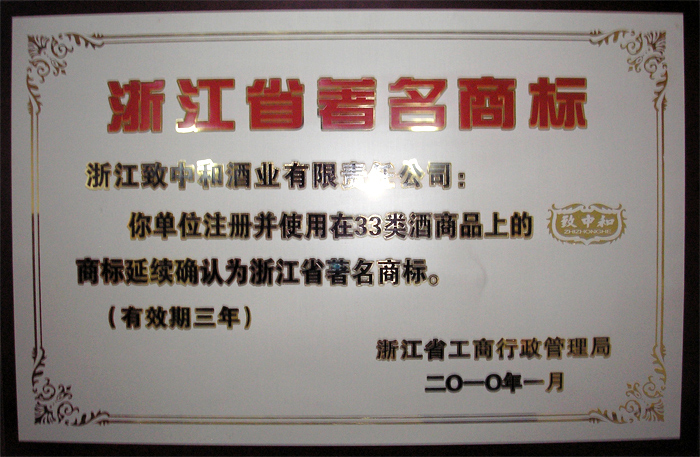 浙江省著名商标
浙江致中和酒业有限责任公司：
你单位注册并使用在33类酒商品上的
致中和
ZHIZHONGHE
商标延续确认为浙江省著名商标。
（有效期三年）
浙江省工商行政管理局
二〇一〇年一月